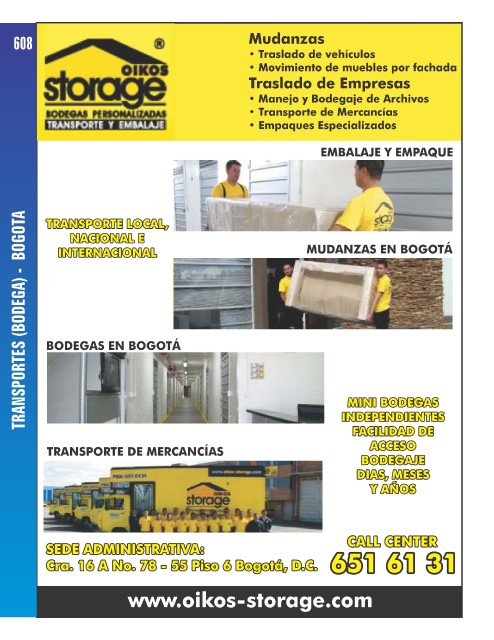 608
TRANSPORTES (BODEGA) - BOGOTA
OIKOS
storage®
BODEGAS PERSONALIZADAS
TRANSPORTE Y EMBALAJE
Mudanzas
• Traslado de vehículos
• Movimiento de muebles por fachada
Traslado de Empresas
• Manejo y Bodegaje de Archivos
• Transporte de Mercancías
• Empaques Especializados
EMBALAJE Y EMPAQUE
TRANSPORTE LOCAL,
NACIONAL E
INTERNACIONAL
MUDANZAS EN BOGOTÁ
BODEGAS EN BOGOTÁ
MINI BODEGAS
INDEPENDIENTES
FACILIDAD DE
ACCESO
BODEGAJE
DIAS, MESES
Y AÑOS
TRANSPORTE DE MERCANCÍAS
PBX: 651 6131
www.oikos-storage.com
OIKOS
storage
SEDE ADMINISTRATIVA:
Cra. 16 A No. 78 - 55 Piso 6 Bogotá, D.C.
CALL CENTER
651 61 31
www.oikos-storage.com